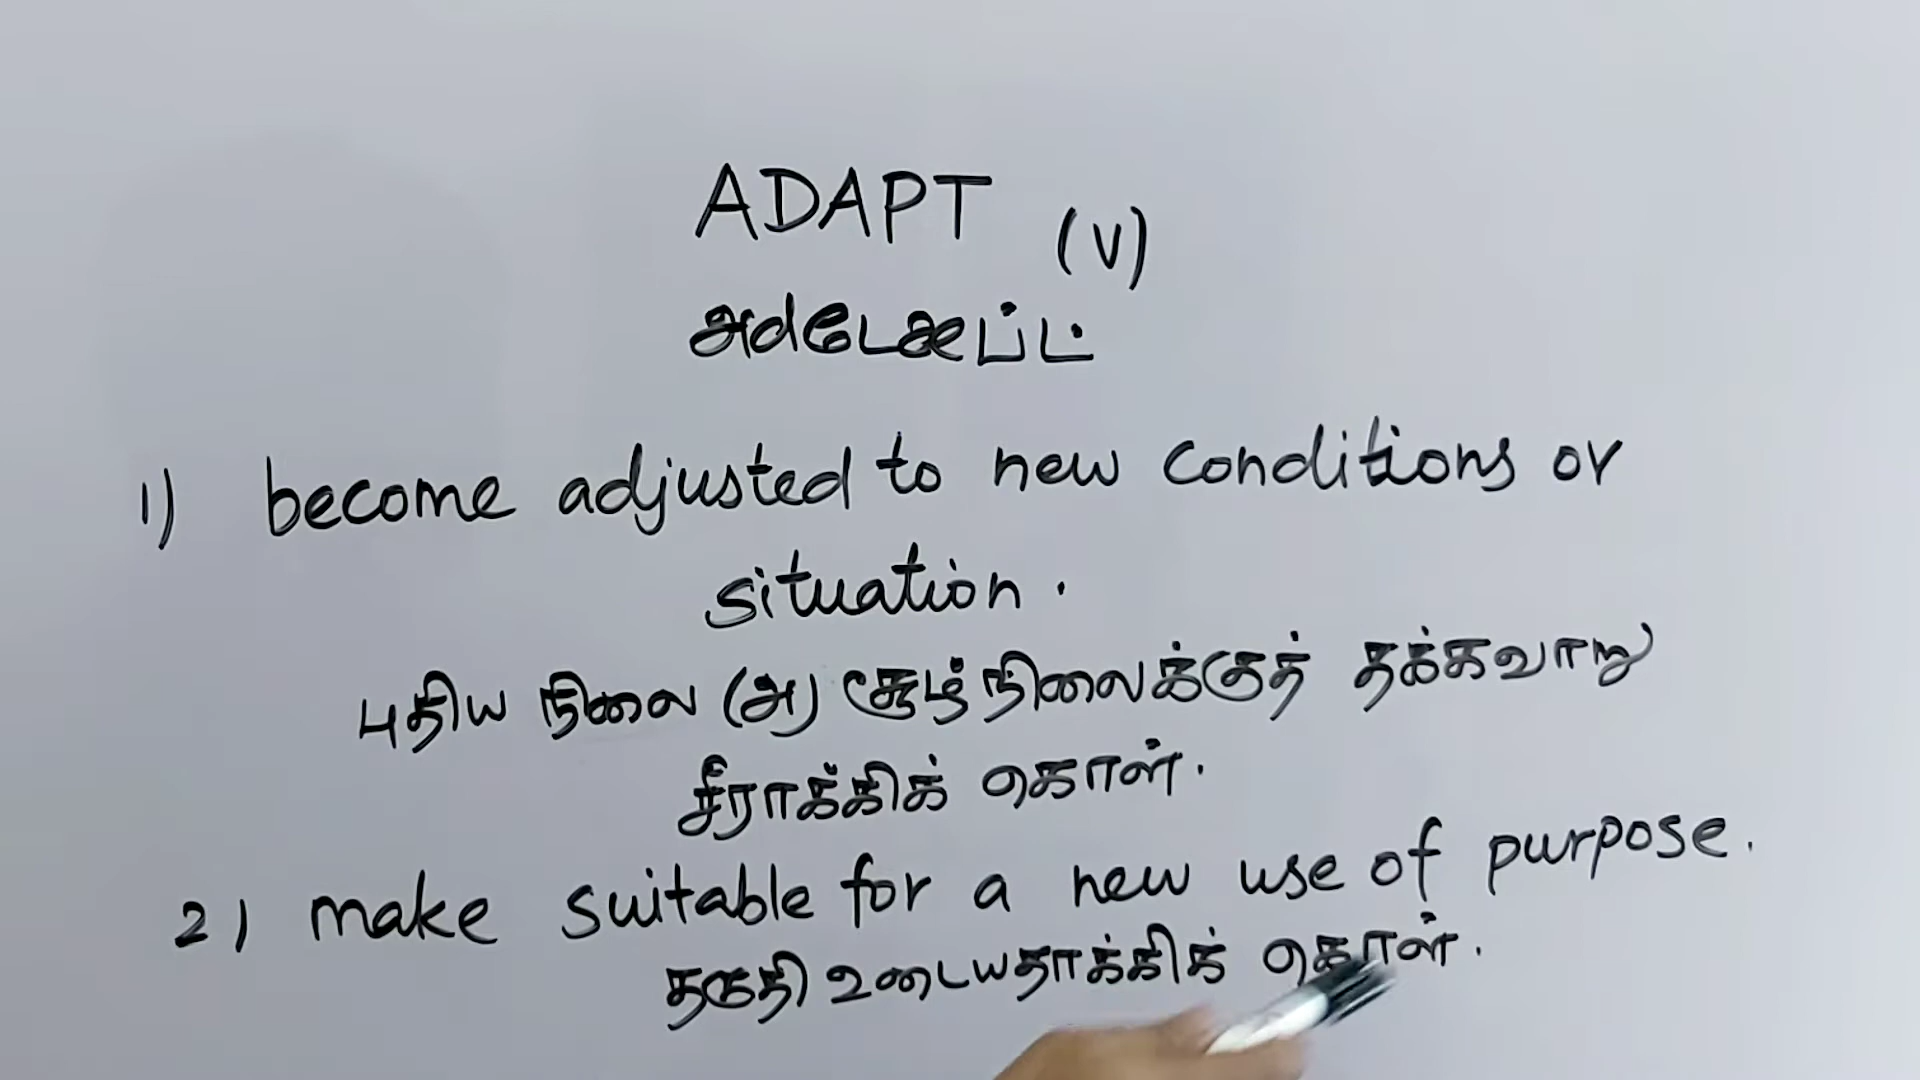 ADAPT (V)
1) become adjusted to new conditions or
situation.
புதிய நிலை (அ) சூழ்நிலைக்குத் தக்கவாறு
சீராக்கிக் கொள்.
2) make suitable for a new use of purpose.
தகுதி உடையதாக்கிக் கொள்.